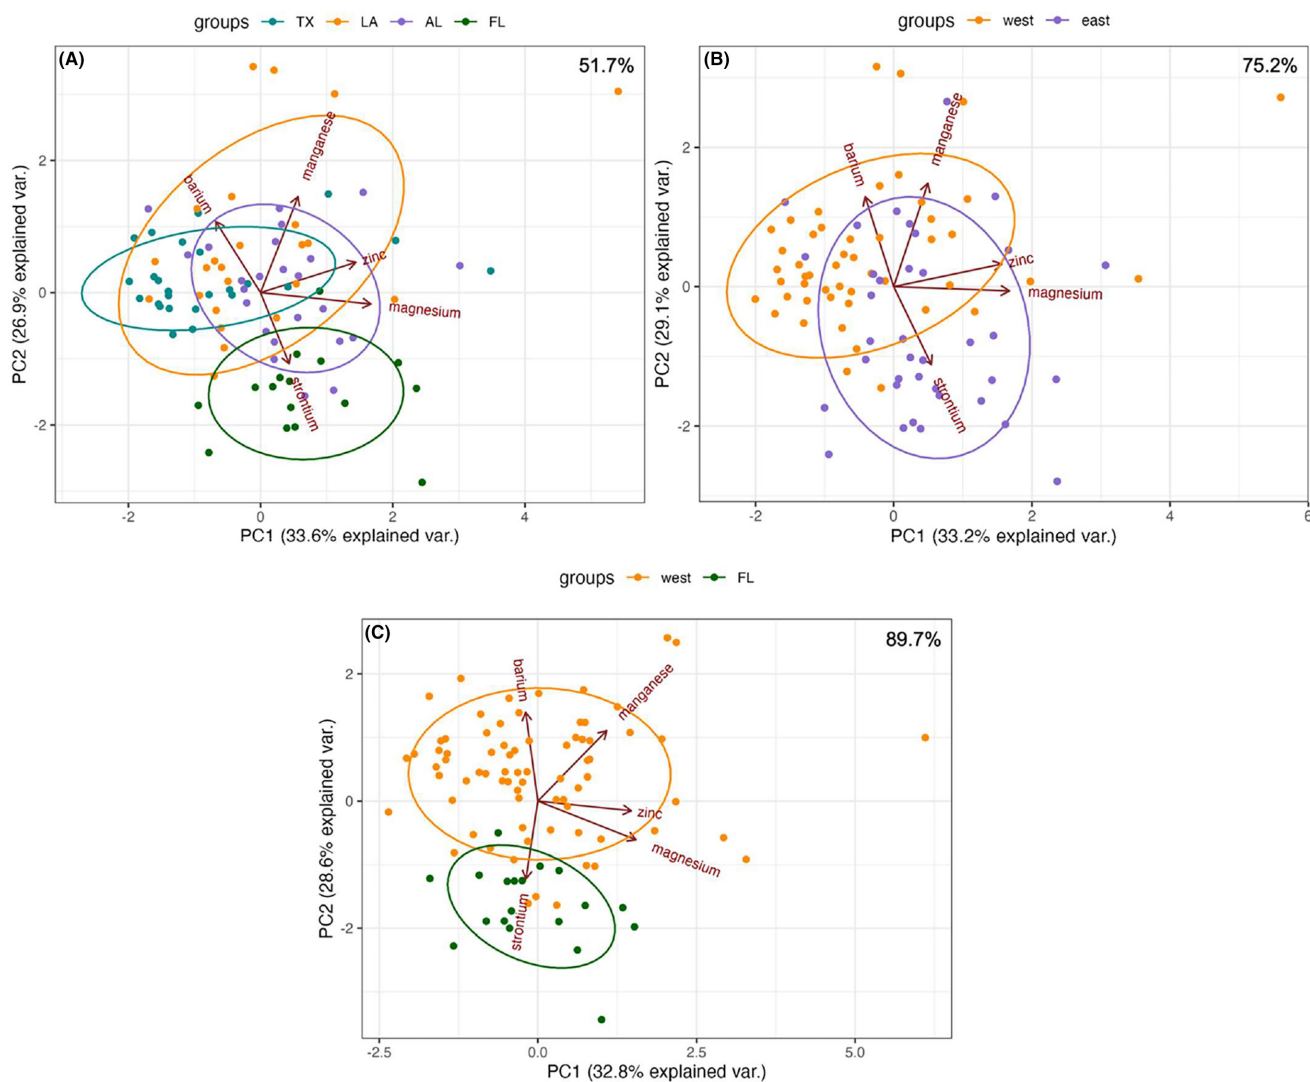 groups TX LA AL FL
(A)
51.7%
manganese
barium
zinc
magnesium
strontium
2
0
-2
-2 0 2 4
PC2 (26.9% explained var.)
PC1 (33.6% explained var.)
groups west east
(B)
75.2%
manganese
barium
zinc
magnesium
strontium
2
0
-2
-2 0 2 4 6
PC2 (29.1% explained var.)
PC1 (33.2% explained var.)
groups west FL
(C)
89.7%
barium
manganese
zinc
magnesium
strontium
2
0
-2
-2.5 0.0 2.5 5.0
PC2 (28.6% explained var.)
PC1 (32.8% explained var.)